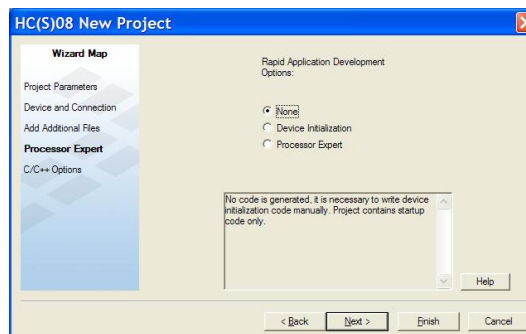 HC(S)08 New Project
Wizard Map
Project Parameters
Device and Connection
Add Additional Files
Processor Expert
C/C++ Options
Rapid Application Development
Options:
None
Device Initialization
Processor Expert
No code is generated, it is necessary to write device
initialization code manually. Project contains startup
code only.
Help
< Back
Next >
Finish
Cancel